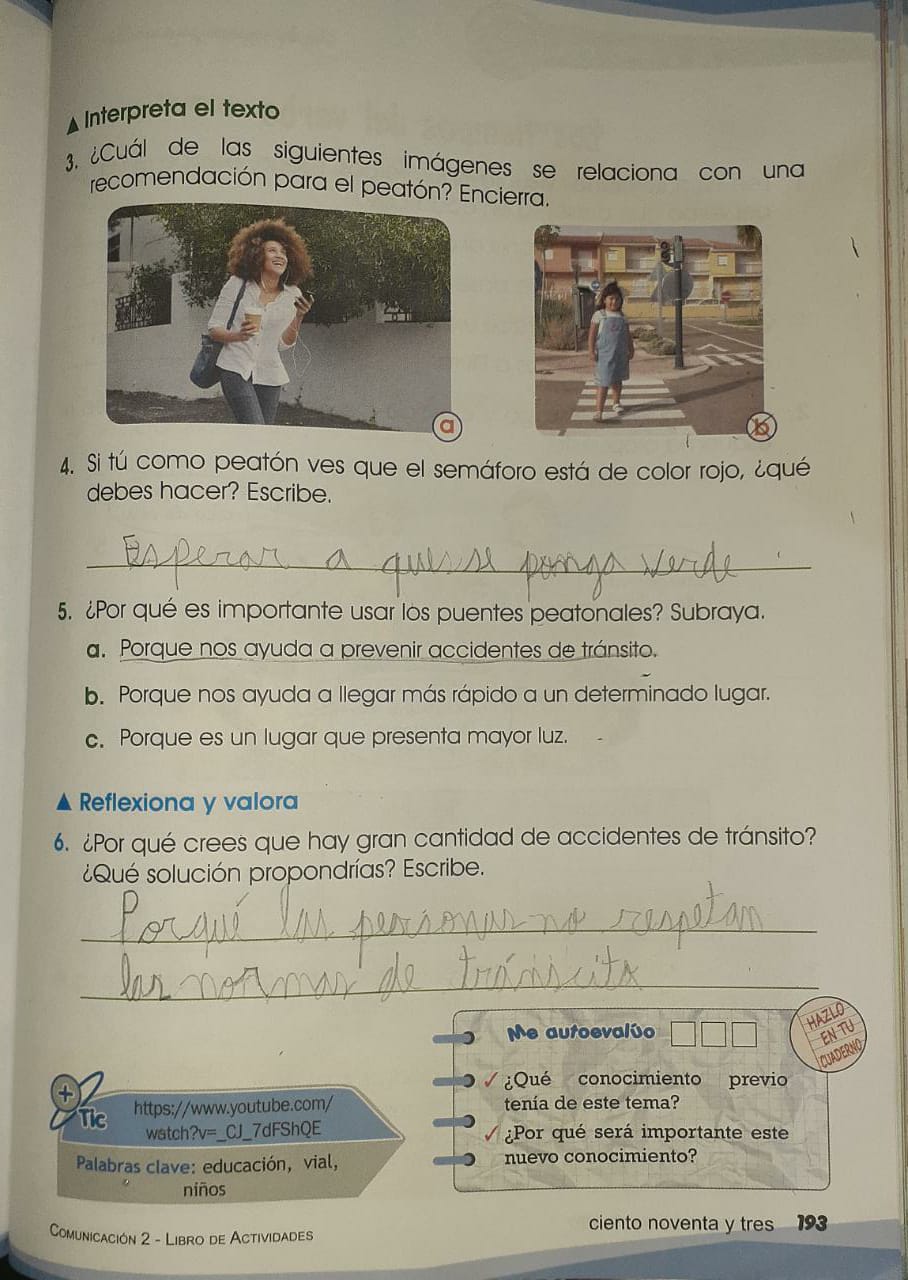 Interpreta el texto
3. ¿Cuál de las siguientes imágenes se relaciona con una
recomendación para el peatón? Encierra.
a
b
4. Si tú como peatón ves que el semáforo está de color rojo, ¿qué
debes hacer? Escribe.
Esperar a que se ponga verde
5. ¿Por qué es importante usar los puentes peatonales? Subraya.
a. Porque nos ayuda a prevenir accidentes de tránsito.
b. Porque nos ayuda a llegar más rápido a un determinado lugar.
c. Porque es un lugar que presenta mayor luz.
Reflexiona y valora
6. ¿Por qué crees que hay gran cantidad de accidentes de tránsito?
¿Qué solución propondrías? Escribe.
Porqué las personas no respetan
las normas de tránscito
Me autoevalúo
HAZLO
EN TU
CUADERNO
¿Qué conocimiento previo
tenía de este tema?
¿Por qué será importante este
nuevo conocimiento?
+
Tic
https://www.youtube.com/
watch?v=_CJ_7dFShQE
Palabras clave: educación, vial,
niños
Comunicación 2 - Libro de Actividades
ciento noventa y tres 193